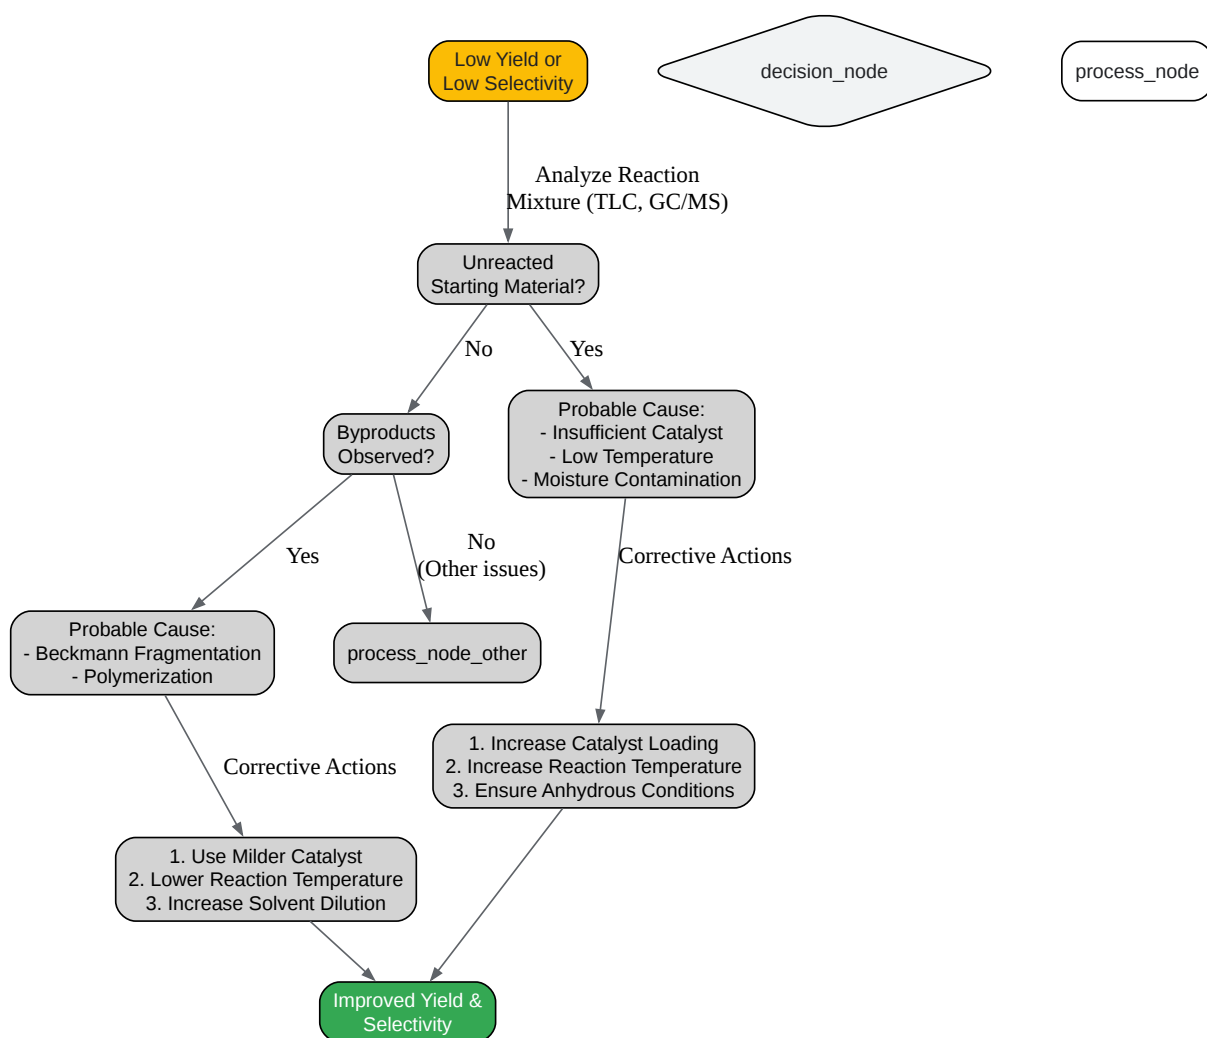 Low Yield or
Low Selectivity
decision_node
process_node
Analyze Reaction
Mixture (TLC, GC/MS)
Unreacted
Starting Material?
No
Yes
Probable Cause:
- Insufficient Catalyst
- Low Temperature
- Moisture Contamination
Byproducts
Observed?
Yes
No
(Other issues)
Corrective Actions
Probable Cause:
- Beckmann Fragmentation
- Polymerization
process_node_other
1. Increase Catalyst Loading
2. Increase Reaction Temperature
3. Ensure Anhydrous Conditions
Corrective Actions
1. Use Milder Catalyst
2. Lower Reaction Temperature
3. Increase Solvent Dilution
Improved Yield &
Selectivity